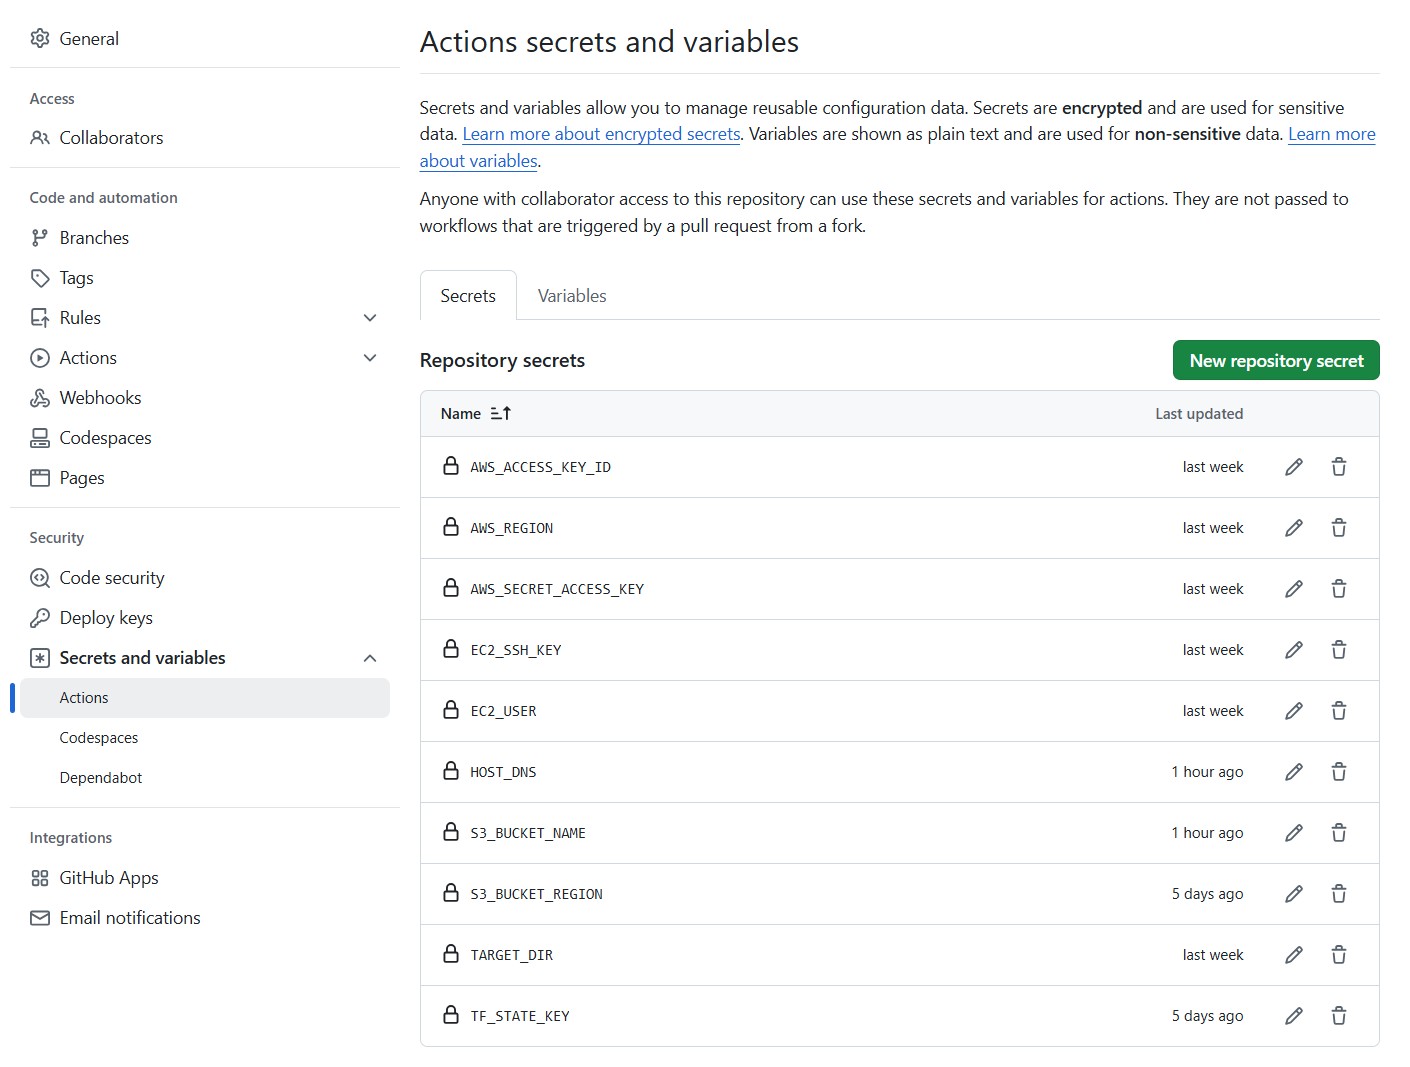 General
Access
Collaborators
Code and automation
Branches
Tags
Rules
Actions
Webhooks
Codespaces
Pages
Security
Code security
Deploy keys
Secrets and variables
Actions
Codespaces
Dependabot
Integrations
GitHub Apps
Email notifications
Actions secrets and variables
Secrets and variables allow you to manage reusable configuration data. Secrets are encrypted and are used for sensitive
data. Learn more about encrypted secrets. Variables are shown as plain text and are used for non-sensitive data. Learn more
about variables.
Anyone with collaborator access to this repository can use these secrets and variables for actions. They are not passed to
workflows that are triggered by a pull request from a fork.
Secrets Variables
Repository secrets New repository secret
Name Last updated
AWS_ACCESS_KEY_ID last week
AWS_REGION last week
AWS_SECRET_ACCESS_KEY last week
EC2_SSH_KEY last week
EC2_USER last week
HOST_DNS 1 hour ago
S3_BUCKET_NAME 1 hour ago
S3_BUCKET_REGION 5 days ago
TARGET_DIR last week
TF_STATE_KEY 5 days ago